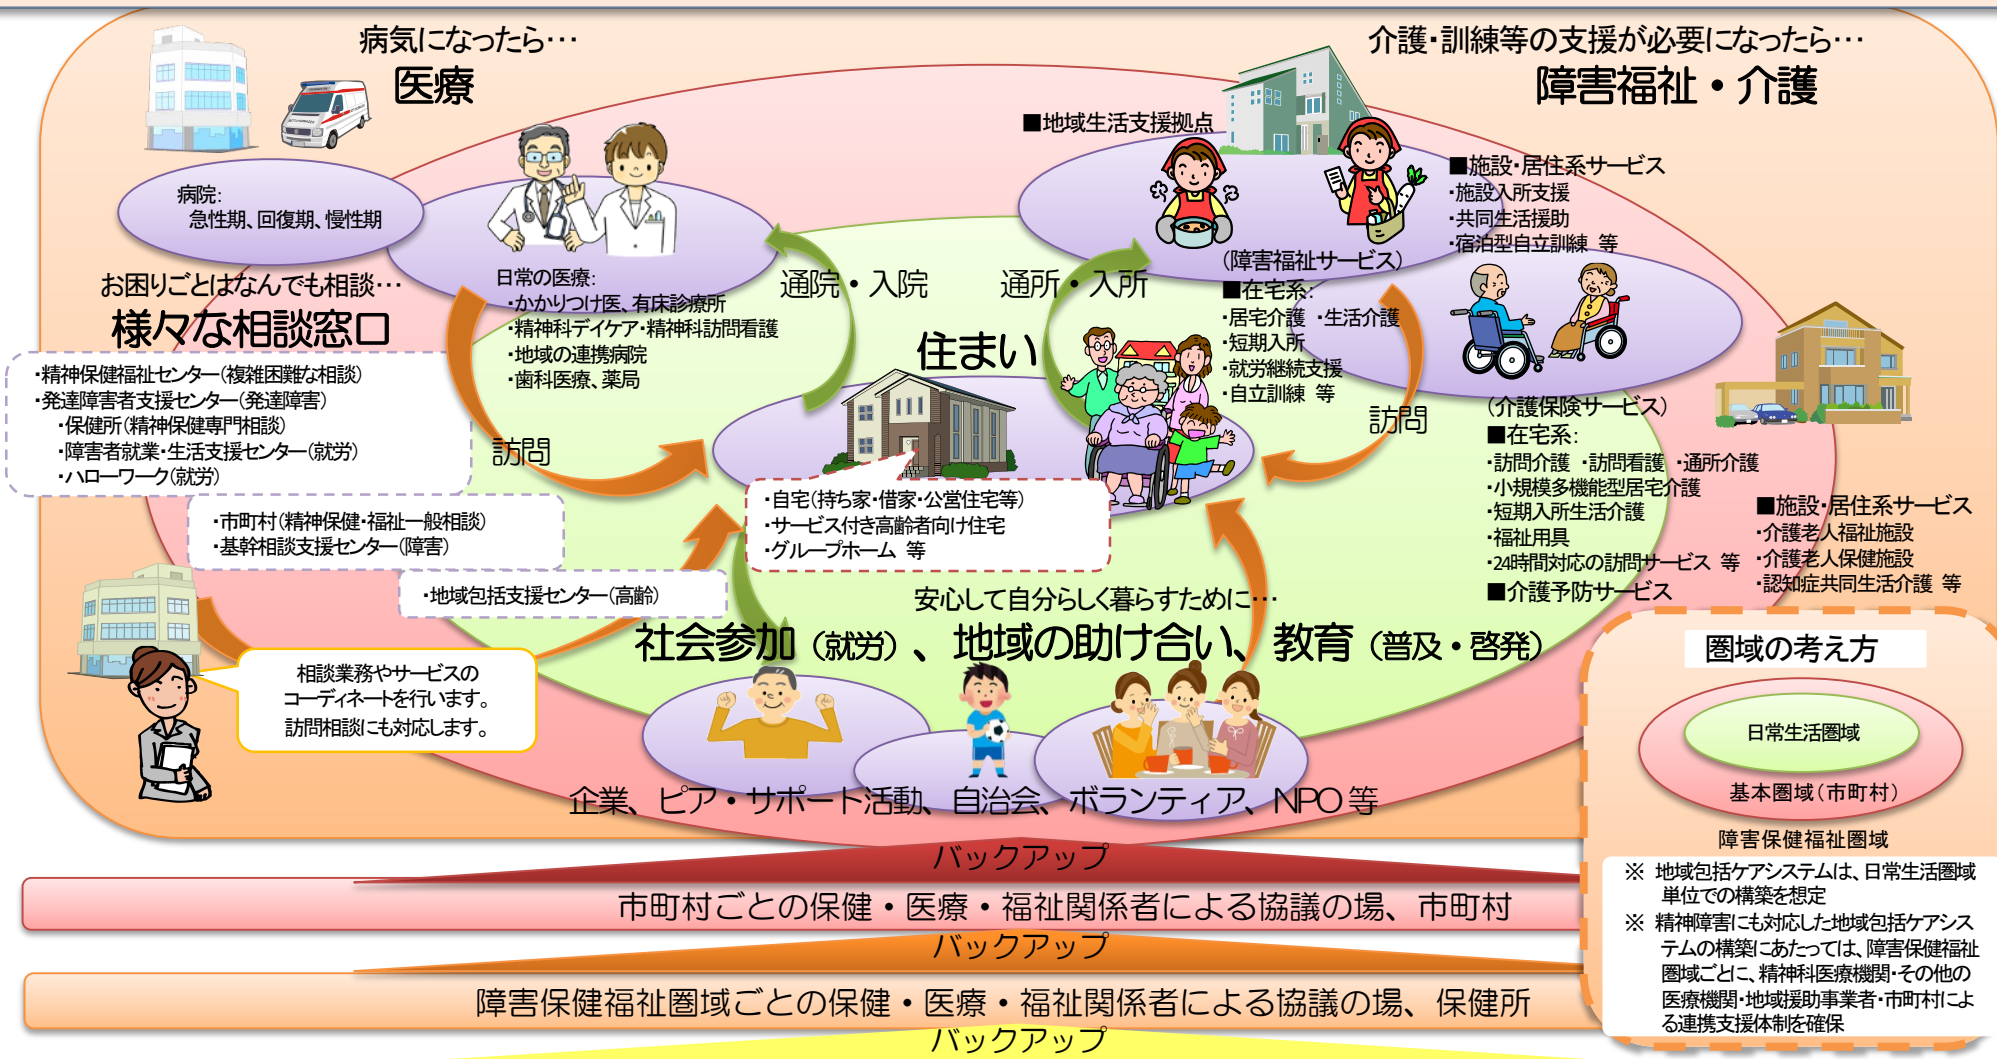 病気になったら…
医療
介護・訓練等の支援が必要になったら…
障害福祉・介護
病院：
急性期、回復期、慢性期
日常の医療：
・かかりつけ医、有床診療所
・精神科デイケア・精神科訪問看護
・地域の連携病院
・歯科医療、薬局
通院・入院
訪問
■地域生活支援拠点
■施設・居住系サービス
・施設入所支援
・共同生活援助
・宿泊型自立訓練 等
（障害福祉サービス）
■在宅系：
・居宅介護 ・生活介護
・短期入所
・就労継続支援
・自立訓練 等
通所・入所
訪問
（介護保険サービス）
■在宅系：
・訪問介護 ・訪問看護 ・通所介護
・小規模多機能型居宅介護
・短期入所生活介護
・福祉用具
・24時間対応の訪問サービス 等
■介護予防サービス
■施設・居住系サービス
・介護老人福祉施設
・介護老人保健施設
・認知症共同生活介護 等
お困りごとはなんでも相談…
様々な相談窓口
・精神保健福祉センター（複雑困難な相談）
・発達障害者支援センター（発達障害）
・保健所（精神保健専門相談）
・障害者就業・生活支援センター（就労）
・ハローワーク（就労）
・市町村（精神保健・福祉一般相談）
・基幹相談支援センター（障害）
・地域包括支援センター（高齢）
相談業務やサービスの
コーディネートを行います。
訪問相談にも対応します。
住まい
・自宅（持ち家・借家・公営住宅等）
・サービス付き高齢者向け住宅
・グループホーム 等
安心して自分らしく暮らすために…
社会参加（就労）、地域の助け合い、教育（普及・啓発）
企業、ピア・サポート活動、自治会、ボランティア、NPO 等
バックアップ
市町村ごとの保健・医療・福祉関係者による協議の場、市町村
バックアップ
障害保健福祉圏域ごとの保健・医療・福祉関係者による協議の場、保健所
バックアップ
圏域の考え方
日常生活圏域
基本圏域（市町村）
障害保健福祉圏域
※ 地域包括ケアシステムは、日常生活圏域
単位での構築を想定
※ 精神障害にも対応した地域包括ケアシス
テムの構築にあたっては、障害保健福祉
圏域ごとに、精神科医療機関・その他の
医療機関・地域援助事業者・市町村によ
る連携支援体制を確保